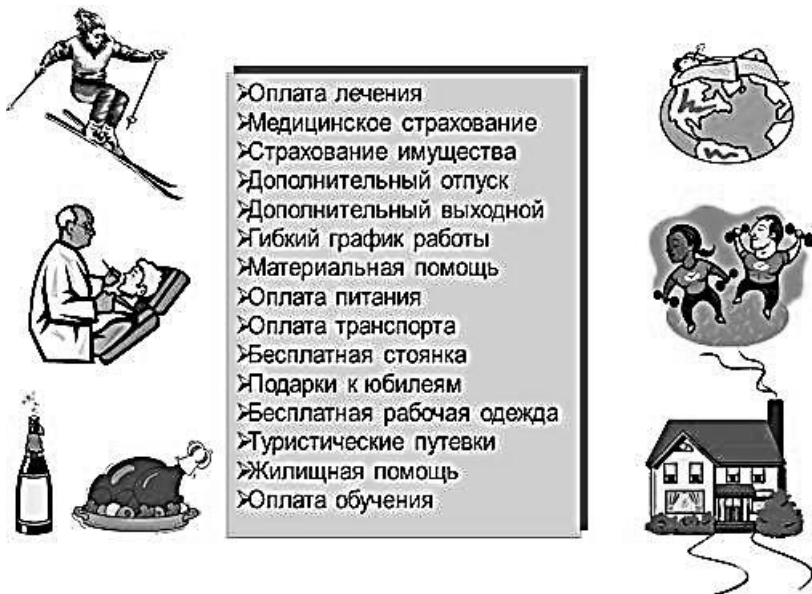 ➢Оплата лечения
➢Медицинское страхование
➢Страхование имущества
➢Дополнительный отпуск
➢Дополнительный выходной
➢Гибкий график работы
➢Материальная помощь
➢Оплата питания
➢Оплата транспорта
➢Бесплатная стоянка
➢Подарки к юбилеям
➢Бесплатная рабочая одежда
➢Туристические путевки
➢Жилищная помощь
➢Оплата обучения